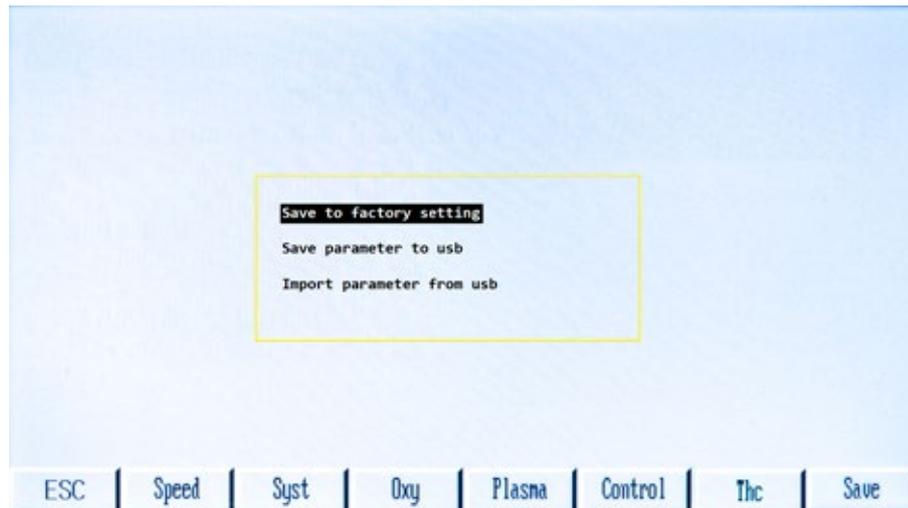 Save to factory setting
Save parameter to usb
Import parameter from usb
ESC Speed Syst Oxy Plasma Control Thc Save